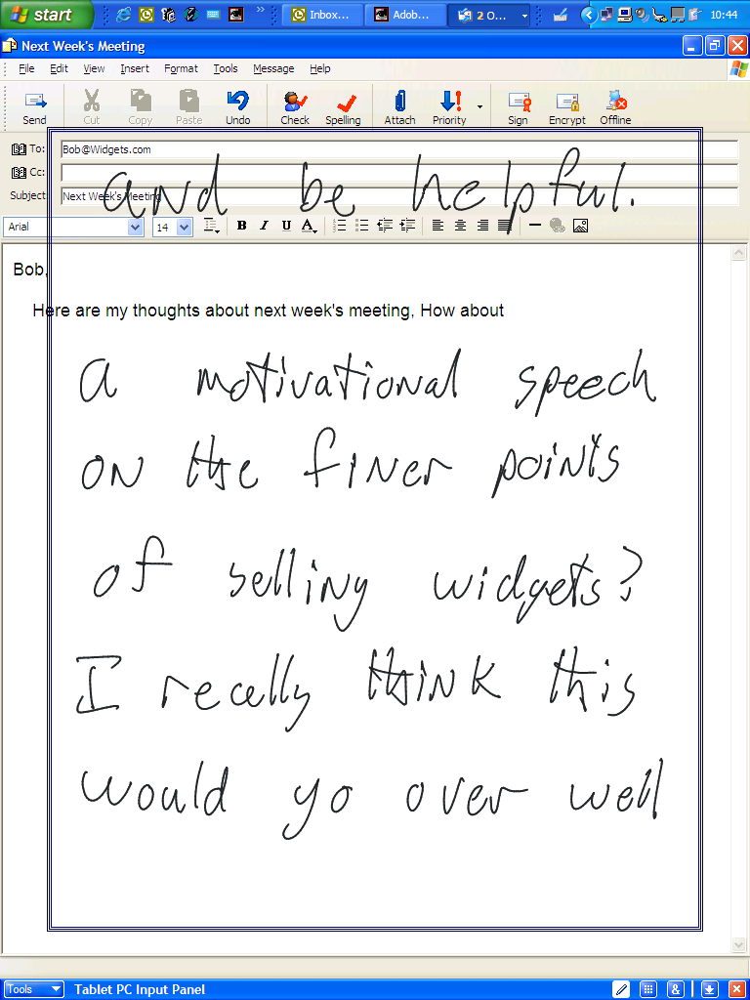 start
Inbox...
Adob...
2 O...
10:44
Next Week's Meeting
File Edit View Insert Format Tools Message Help
Send Cut Copy Paste Undo Check Spelling Attach Priority Sign Encrypt Offline
To: Bob@Widgets.com
Cc:
Subject Next Week's Meeting
and be helpful.
Arial 14 B I U A
Bob,
Here are my thoughts about next week's meeting, How about
a motivational speech
on the finer points
of selling widgets?
I really think this
would go over well
Tools Tablet PC Input Panel